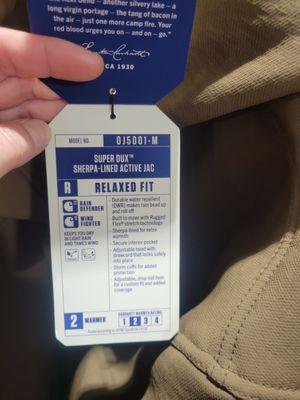 another silvery lake – a
long virgin portage – the fang of bacon in
the air – just one more camp fire. Your
red blood urges you on – and on – go."
CA 1930
MODEL NO. OJ5001-M
SUPER DUX™
SHERPA-LINED ACTIVE JAC
R RELAXED FIT
RAIN
DEFENDER
WIND
FIGHTER
KEEPS YOU DRY
IN LIGHT RAIN
AND TAMES WIND
Durable water repellent
(DWR) makes rain bead up
and roll off
Built to move with Rugged
Flex® stretch technology
Sherpa-lined for extra
warmth
Secure interior pocket
Adjustable hood with
drawcord that locks safely
into place
Storm cuffs for added
protection
Adjustable, drop-tail hem
for a custom fit and added
coverage
2 WARMER
CARHARTT WARMTH RATING
1 2 3 4